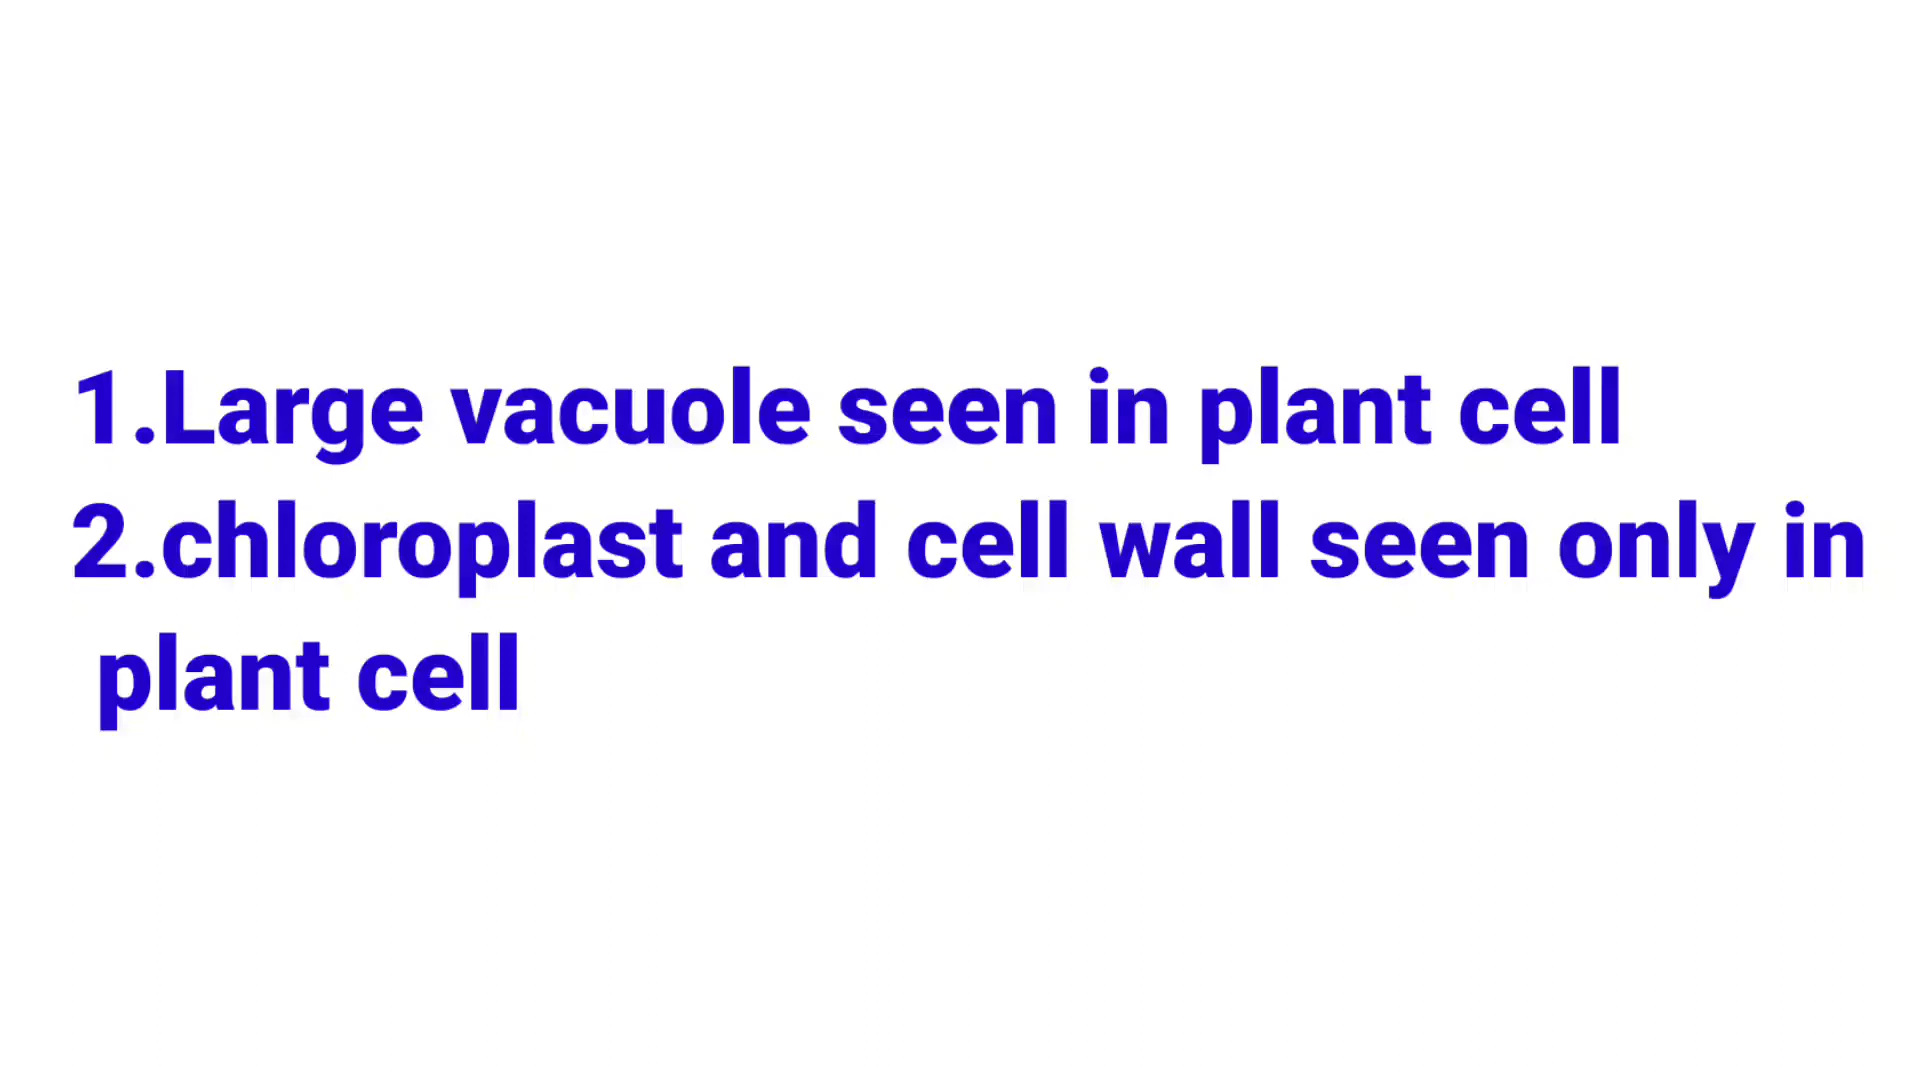 1.Large vacuole seen in plant cell
2.chloroplast and cell wall seen only in
plant cell